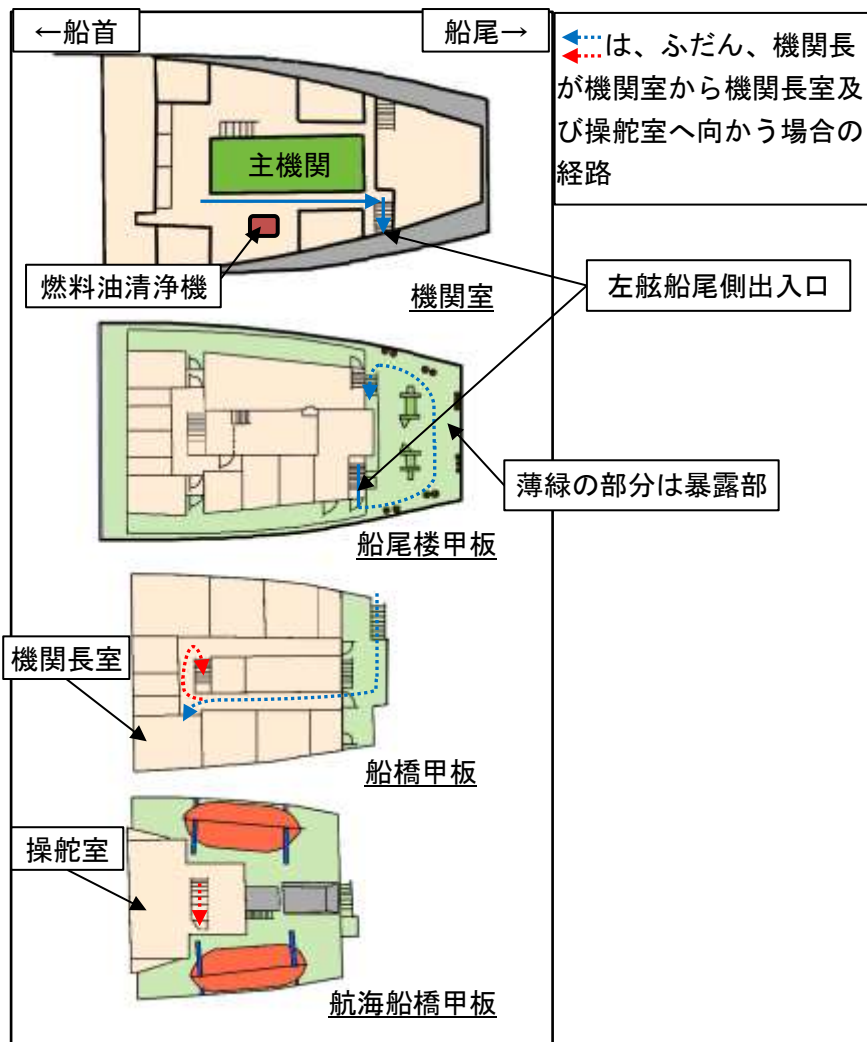 ←船首
船尾→
は、ふだん、機関長
が機関室から機関長室及
び操舵室へ向かう場合の
経路
主機関
燃料油清浄機
機関室
左舷船尾側出入口
薄緑の部分は暴露部
船尾楼甲板
機関長室
船橋甲板
操舵室
航海船橋甲板